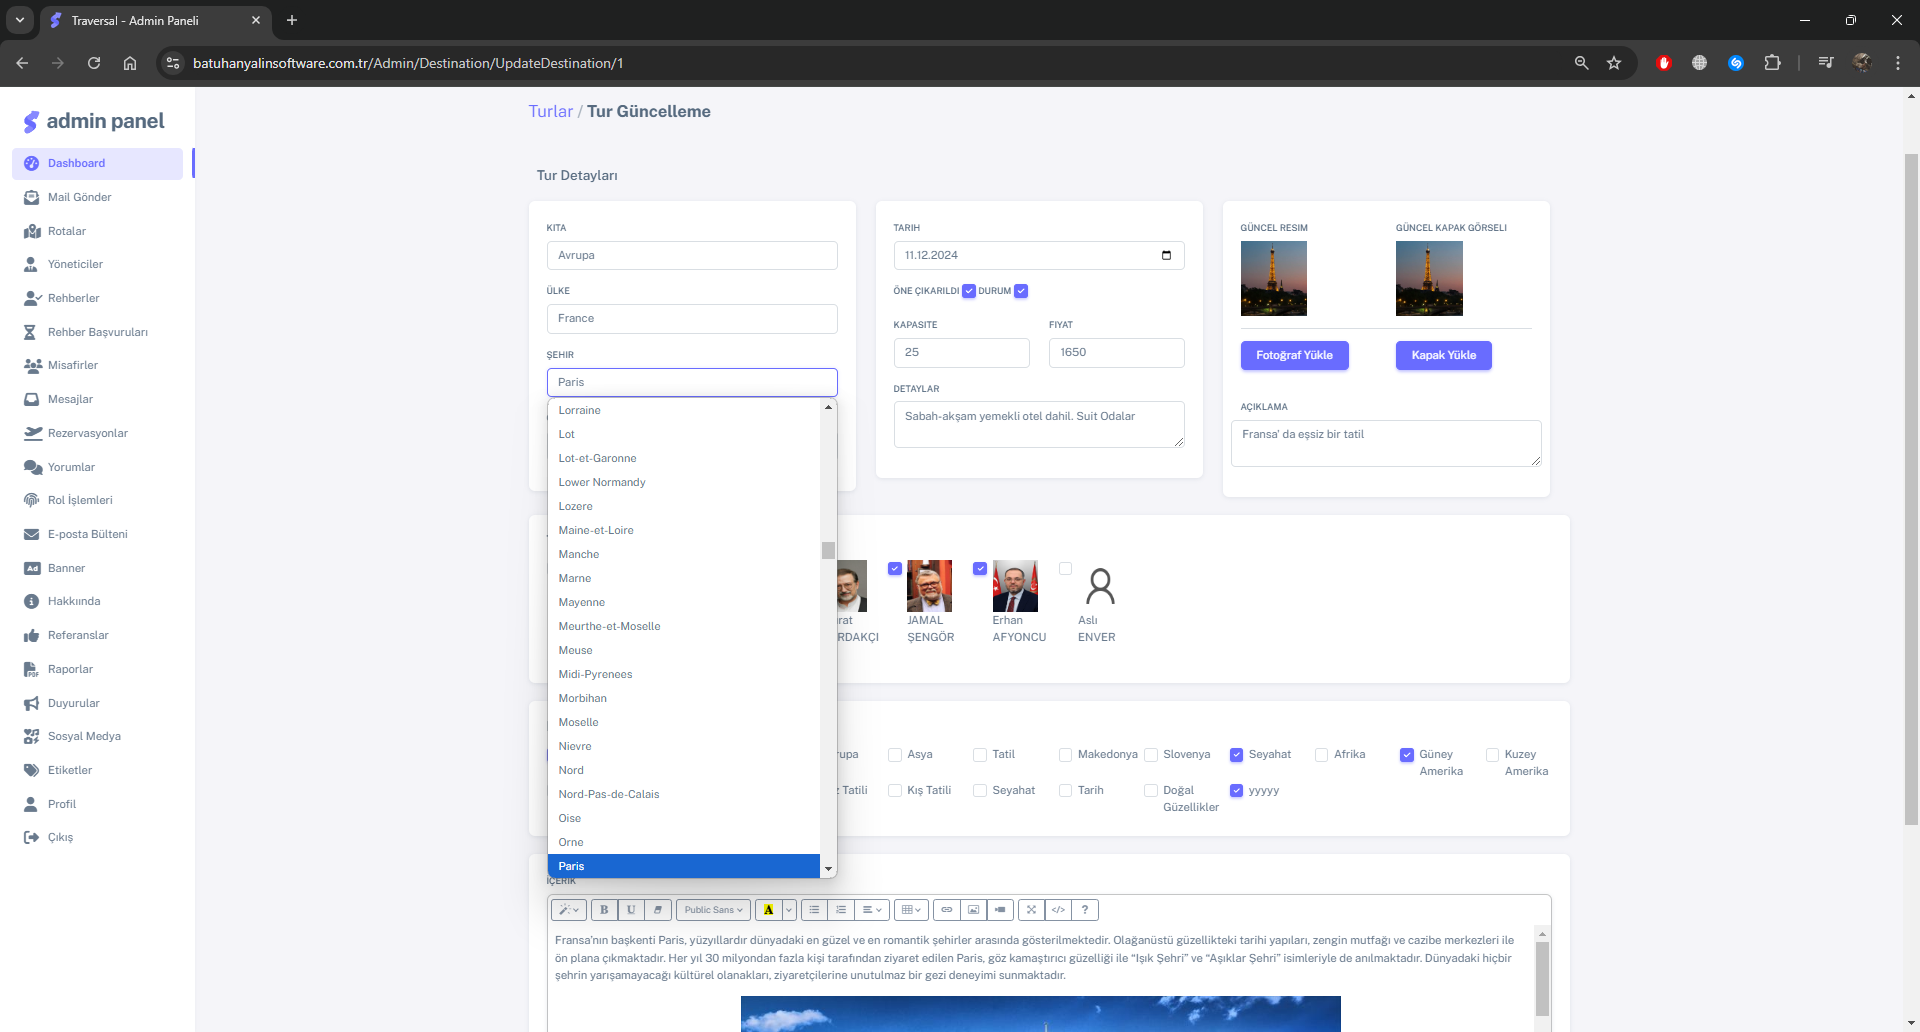 Traversal - Admin Paneli
batuhanyalinsoftware.com.tr/Admin/Destination/UpdateDestination/1
admin panel
Dashboard
Mail Gönder
Rotalar
Yöneticiler
Rehberler
Rehber Başvuruları
Misafirler
Mesajlar
Rezervasyonlar
Yorumlar
Rol İşlemleri
E-posta Bülteni
Ad Banner
Hakkıında
Referanslar
Raporlar
Duyurular
Sosyal Medya
Etiketler
Profil
Çıkış
Turlar / Tur Güncelleme
Tur Detayları
KITA
Avrupa
ÜLKE
France
ŞEHIR
Paris
Lorraine
Lot
Lot-et-Garonne
Lower Normandy
Lozere
Maine-et-Loire
Manche
Marne
Mayenne
Meurthe-et-Moselle
Meuse
Midi-Pyrenees
Morbihan
Moselle
Nievre
Nord
Nord-Pas-de-Calais
Oise
Orne
Paris
TARIH
11.12.2024
ÖNE ÇIKARILDI DURUM
KAPASITE FIYAT
25 1650
DETAYLAR
Sabah-akşam yemekli otel dahil. Suit Odalar
GÜNCEL RESIM GÜNCEL KAPAK GÖRSELI
Fotoğraf Yükle Kapak Yükle
AÇIKLAMA
Fransa' da eşsiz bir tatil
rat JAMAL Erhan Aslı
RDAKÇI ŞENGÖR AFYONCU ENVER
rupa Asya Tatil Makedonya Slovenya Seyahat Afrika Güney Kuzey
Amerika Amerika
z Tatili Kış Tatili Seyahat Tarih Doğal yyyyy
Güzellikler
İÇERIK
B U Public Sans A </> ?
Fransa'nın başkenti Paris, yüzyıllardır dünyadaki en güzel ve en romantik şehirler arasında gösterilmektedir. Olağanüstü güzellikteki tarihi yapıları, zengin mutfağı ve cazibe merkezleri ile
ön plana çıkmaktadır. Her yıl 30 milyondan fazla kişi tarafından ziyaret edilen Paris, göz kamaştırıcı güzelliği ile “Işık Şehri” ve “Aşıklar Şehri” isimleriyle de anılmaktadır. Dünyadaki hiçbir
şehrin yarışamayacağı kültürel olanakları, ziyaretçilerine unutulmaz bir gezi deneyimi sunmaktadır.